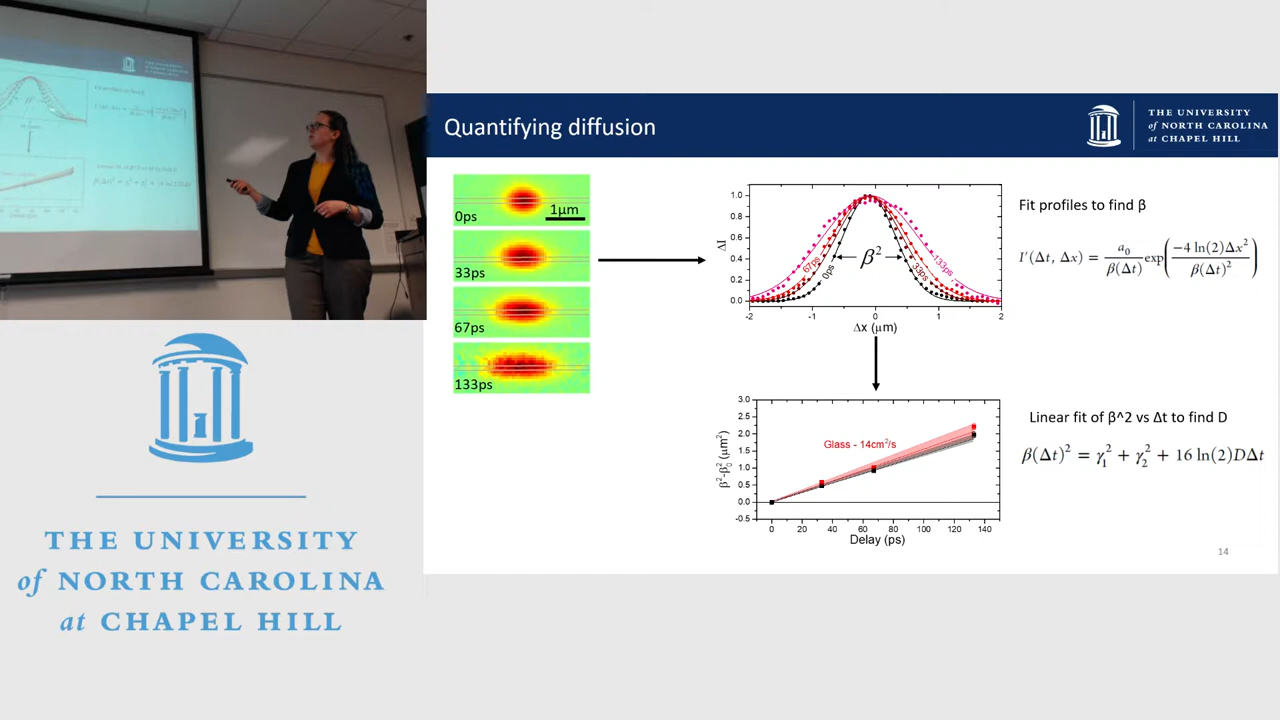 Quantifying diffusion
THE UNIVERSITY
of NORTH CAROLINA
at CHAPEL HILL
0ps
1μm
33ps
67ps
133ps
ΔI
1.0
0.8
0.6
0.4
0.2
0.0
67ps
0ps
β²
33ps
133ps
-2
-1
0
1
2
Δx (μm)
Fit profiles to find β
I'(Δt, Δx) = a₀/β(Δt) exp(−4 ln(2)Δx²/β(Δt)²)
β²-β₀² (μm²)
3.0
2.5
2.0
1.5
1.0
0.5
0.0
-0.5
Glass - 14cm²/s
0 20 40 60 80 100 120 140
Delay (ps)
Linear fit of β^2 vs Δt to find D
β(Δt)² = γ₁² + γ₂² + 16 ln(2)DΔt
14
THE UNIVERSITY
of NORTH CAROLINA
at CHAPEL HILL